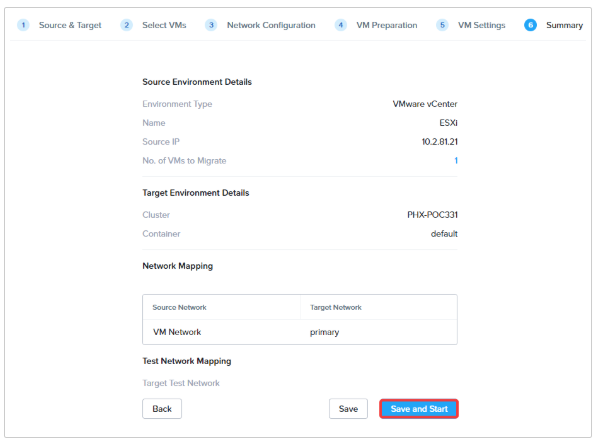 1 Source & Target 2 Select VMs 3 Network Configuration 4 VM Preparation 5 VM Settings 6 Summary
Source Environment Details
Environment Type VMware vCenter
Name ESXi
Source IP 10.2.81.21
No. of VMs to Migrate 1
Target Environment Details
Cluster PHX-POC331
Container default
Network Mapping
Source Network Target Network
VM Network primary
Test Network Mapping
Target Test Network
Back Save Save and Start